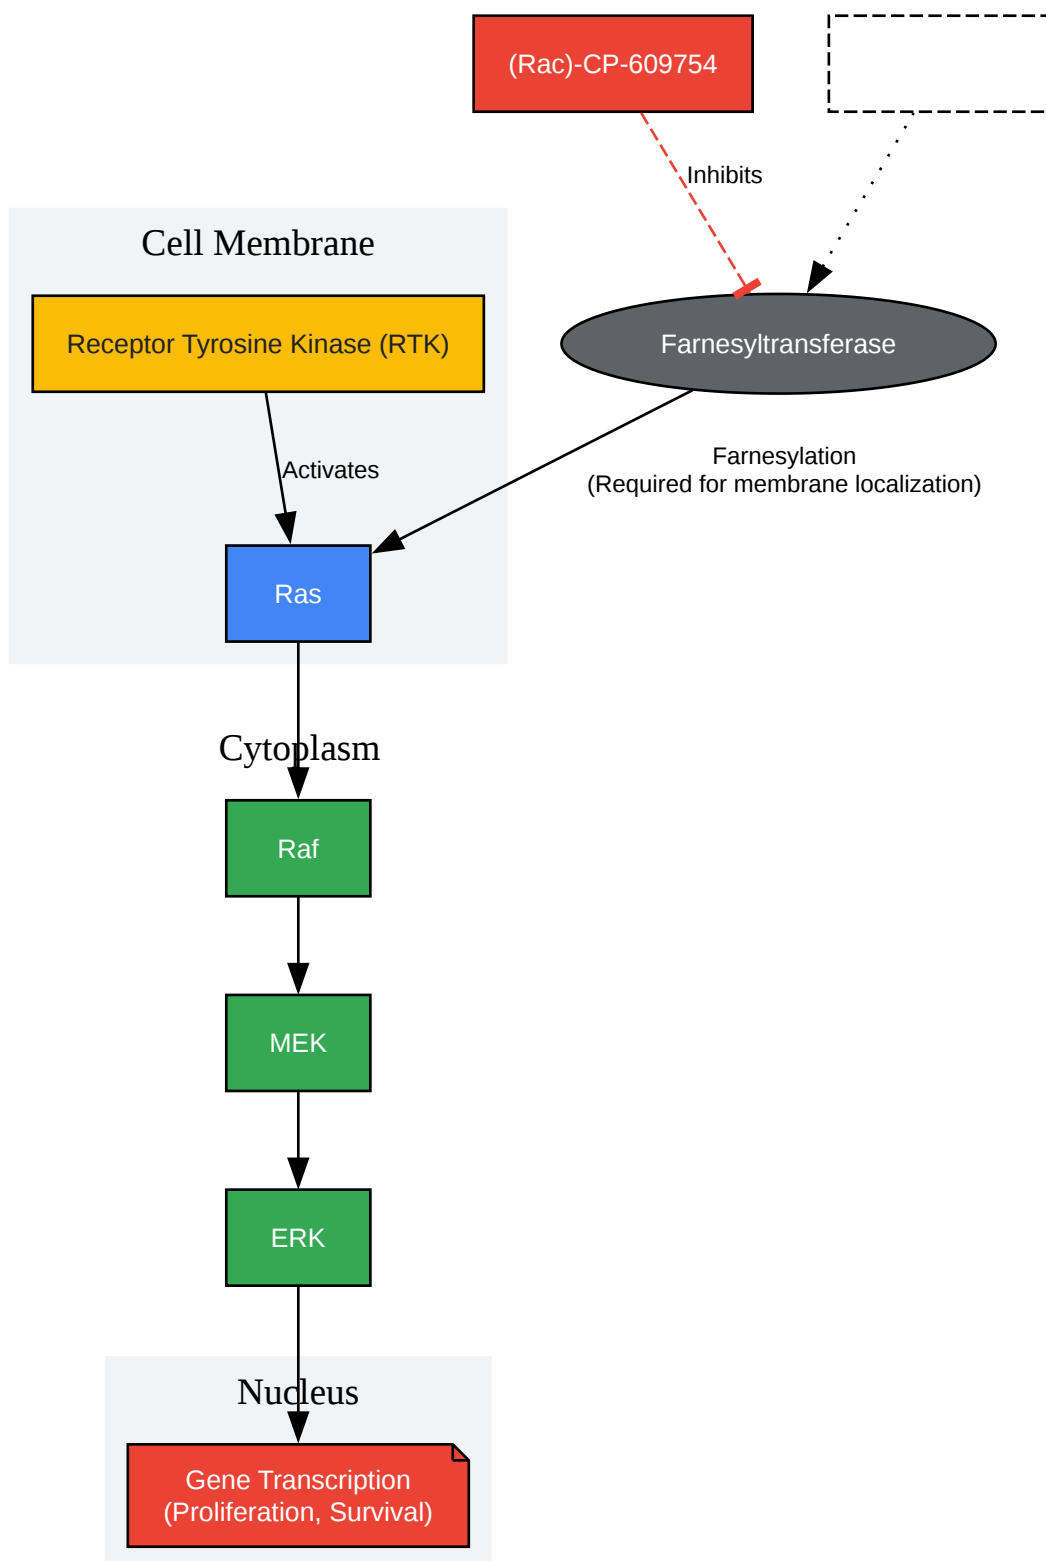 (Rac)-CP-609754
Inhibits
Cell Membrane
Receptor Tyrosine Kinase (RTK)
Farnesyltransferase
Activates
Farnesylation
(Required for membrane localization)
Ras
Cytoplasm
Raf
MEK
ERK
Nucleus
Gene Transcription
(Proliferation, Survival)